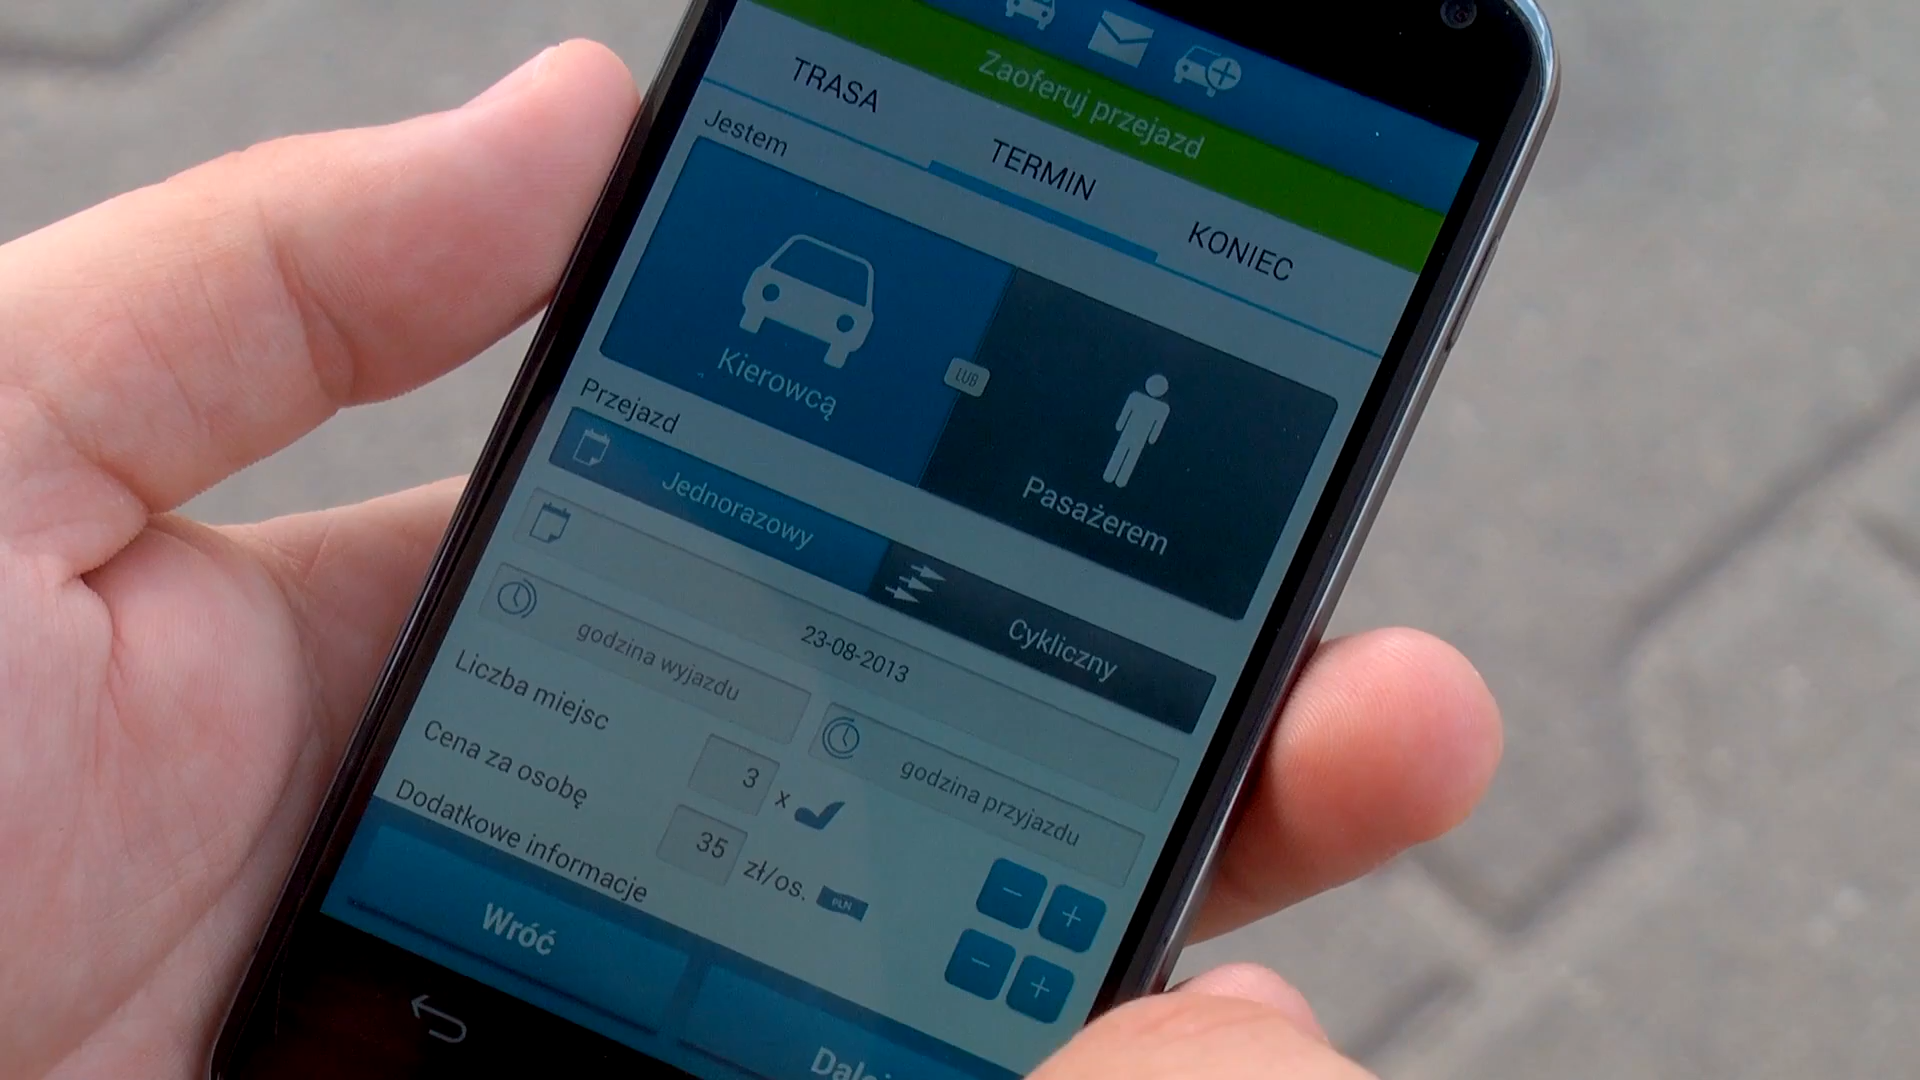 Zaoferuj przejazd
TRASA
TERMIN
KONIEC
Jestem
Kierowcą
LUB
Pasażerem
Przejazd
Jednorazowy
Cykliczny
23-08-2013
godzina wyjazdu
godzina przyjazdu
Liczba miejsc
3 x
Cena za osobę
35 zł/os.
PLN
Dodatkowe informacje
Wróć